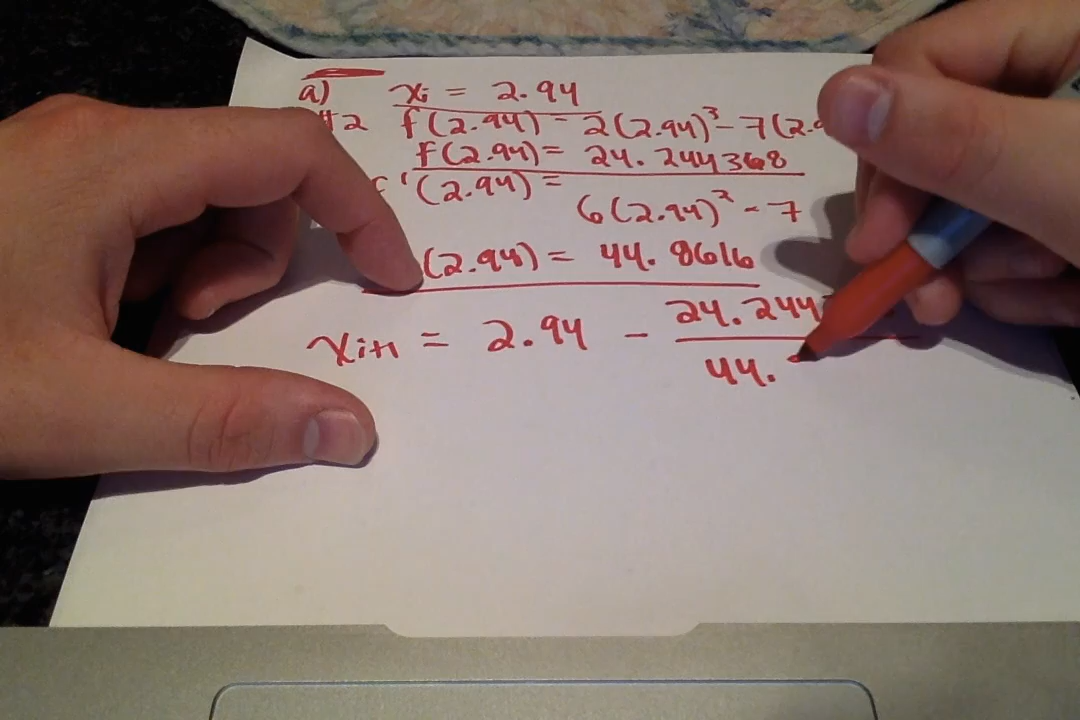 a) xi = 2.94
#2 f(2.94) = 2(2.94)³-7(2.9
f(2.94) = 24.244368
f'(2.94) =
6(2.94)² - 7
(2.94) = 44.8616
xi+1 = 2.94 - 24.244
44.